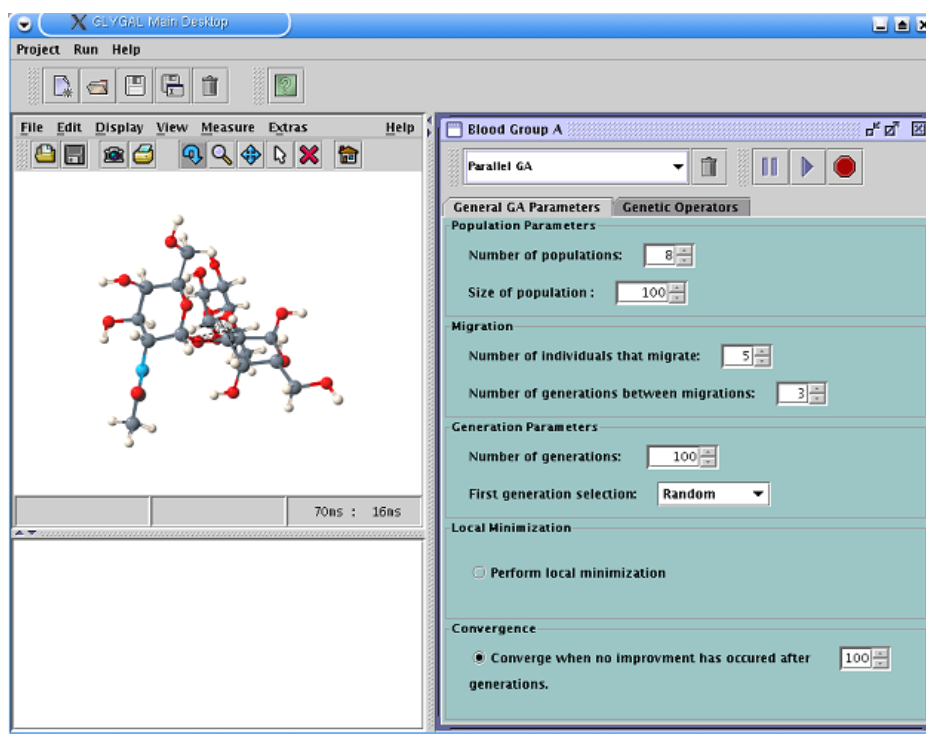 GLYGAL Main Desktop
Project Run Help
File Edit Display View Measure Extras Help
70ms : 16ms
Blood Group A
Parallel GA
General GA Parameters Genetic Operators
Population Parameters
Number of populations: 8
Size of population : 100
Migration
Number of individuals that migrate: 5
Number of generations between migrations: 3
Generation Parameters
Number of generations: 100
First generation selection: Random
Local Minimization
Perform local minimization
Convergence
Converge when no improvment has occured after 100
generations.